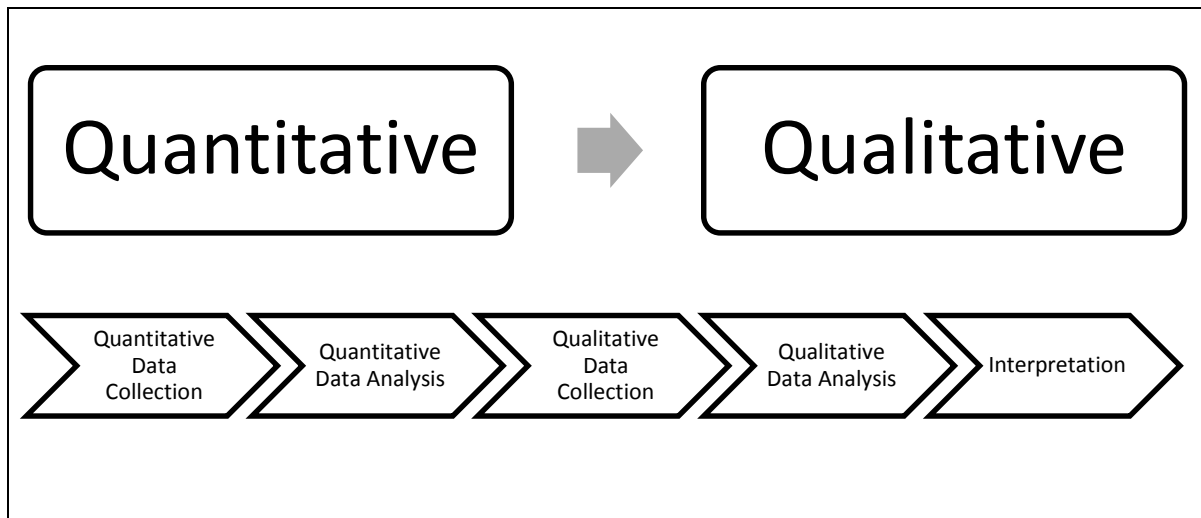 Quantitative
Qualitative
Quantitative
Data
Collection
Quantitative
Data Analysis
Qualitative
Data
Collection
Qualitative
Data Analysis
Interpretation